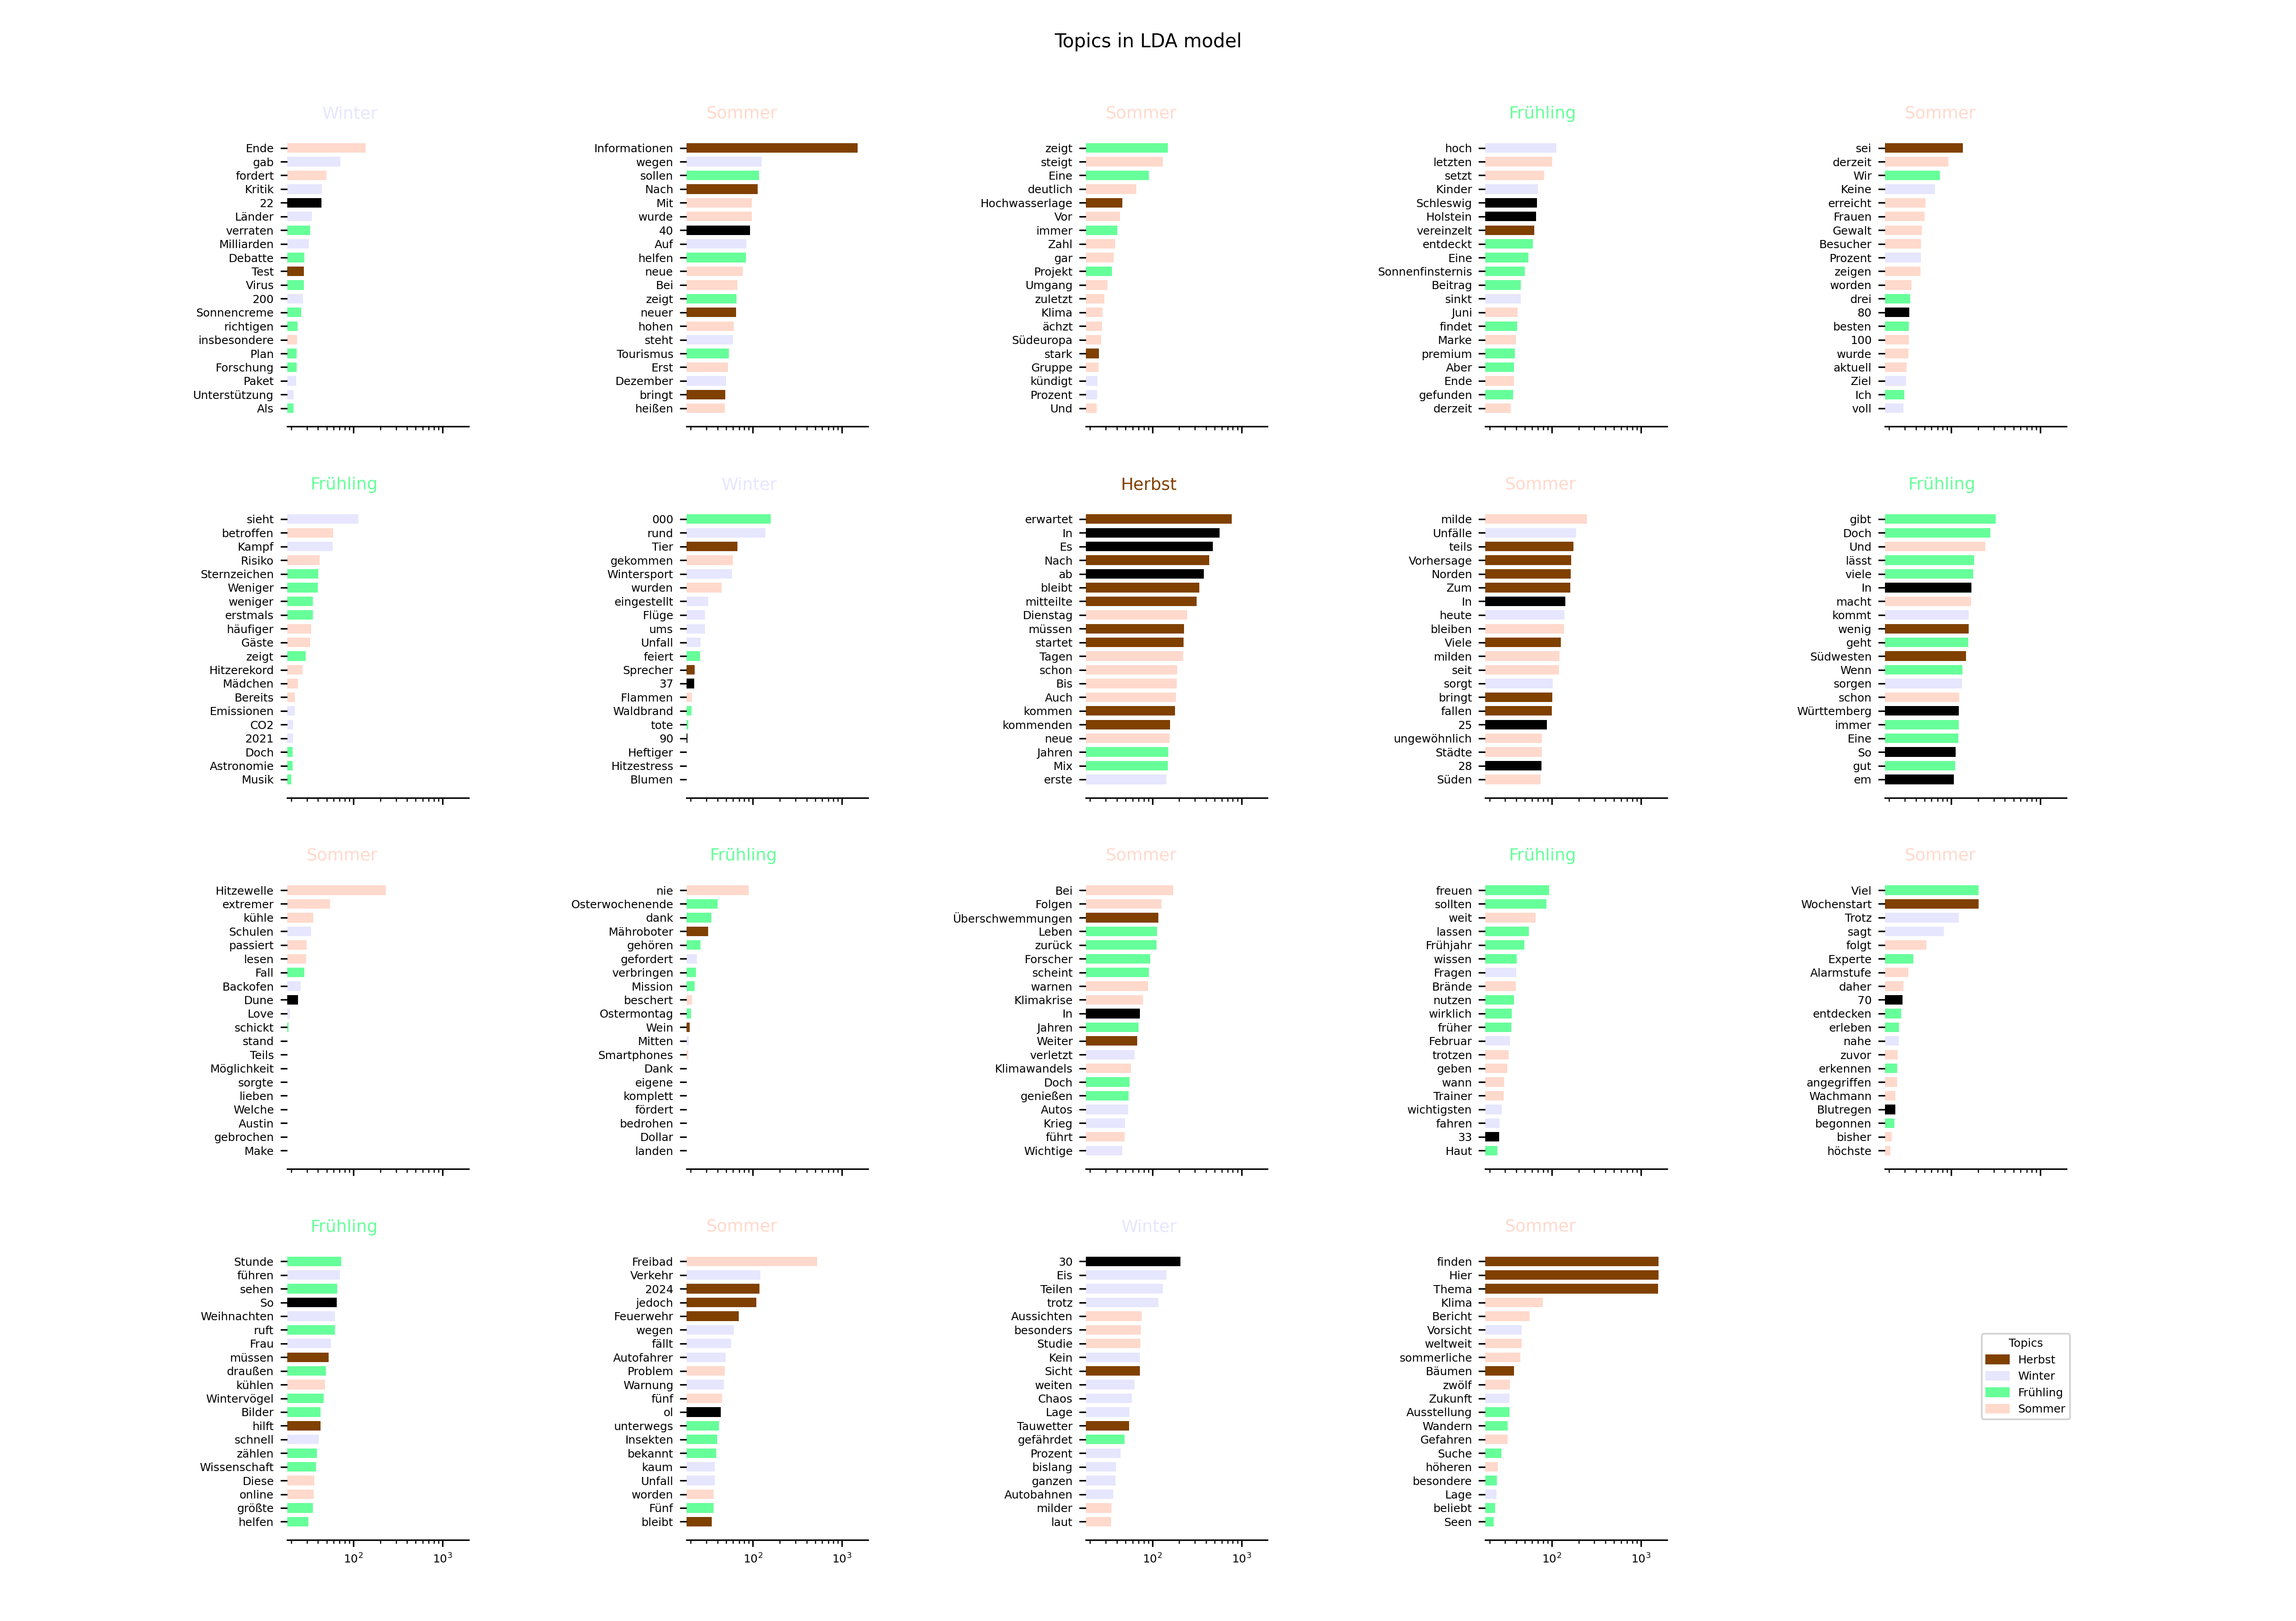 Topics in LDA model
Winter
Ende
gab
fordert
Kritik
22
Länder
verraten
Milliarden
Debatte
Test
Virus
200
Sonnencreme
richtigen
insbesondere
Plan
Forschung
Paket
Unterstützung
Als
Sommer
Informationen
wegen
sollen
Nach
Mit
wurde
40
Auf
helfen
neue
Bei
zeigt
neuer
hohen
steht
Tourismus
Erst
Dezember
bringt
heißen
Sommer
zeigt
steigt
Eine
deutlich
Hochwasserlage
Vor
immer
Zahl
gar
Projekt
Umgang
zuletzt
Klima
ächzt
Südeuropa
stark
Gruppe
kündigt
Prozent
Und
Frühling
hoch
letzten
setzt
Kinder
Schleswig
Holstein
vereinzelt
entdeckt
Eine
Sonnenfinsternis
Beitrag
sinkt
Juni
findet
Marke
premium
Aber
Ende
gefunden
derzeit
Sommer
sei
derzeit
Wir
Keine
erreicht
Frauen
Gewalt
Besucher
Prozent
zeigen
worden
drei
80
besten
100
wurde
aktuell
Ziel
Ich
voll
Frühling
sieht
betroffen
Kampf
Risiko
Sternzeichen
Weniger
weniger
erstmals
häufiger
Gäste
zeigt
Hitzerekord
Mädchen
Bereits
Emissionen
CO2
2021
Doch
Astronomie
Musik
Winter
000
rund
Tier
gekommen
Wintersport
wurden
eingestellt
Flüge
ums
Unfall
feiert
Sprecher
37
Flammen
Waldbrand
tote
90
Heftiger
Hitzestress
Blumen
Herbst
erwartet
In
Es
Nach
ab
bleibt
mitteilte
Dienstag
müssen
startet
Tagen
schon
Bis
Auch
kommen
kommenden
neue
Jahren
Mix
erste
Sommer
milde
Unfälle
teils
Vorhersage
Norden
Zum
In
heute
bleiben
Viele
milden
seit
sorgt
bringt
fallen
25
ungewöhnlich
Städte
28
Süden
Frühling
gibt
Doch
Und
lässt
viele
In
macht
kommt
wenig
geht
Südwesten
Wenn
sorgen
schon
Württemberg
immer
Eine
So
gut
em
Sommer
Hitzewelle
extremer
kühle
Schulen
passiert
lesen
Fall
Backofen
Dune
Love
schickt
stand
Teils
Möglichkeit
sorgte
lieben
Welche
Austin
gebrochen
Make
Frühling
nie
Osterwochenende
dank
Mähroboter
gehören
gefordert
verbringen
Mission
beschert
Ostermontag
Wein
Mitten
Smartphones
Dank
eigene
komplett
fördert
bedrohen
Dollar
landen
Sommer
Bei
Folgen
Überschwemmungen
Leben
zurück
Forscher
scheint
warnen
Klimakrise
In
Jahren
Weiter
verletzt
Klimawandels
Doch
genießen
Autos
Krieg
führt
Wichtige
Frühling
freuen
sollten
weit
lassen
Frühjahr
wissen
Fragen
Brände
nutzen
wirklich
früher
Februar
trotzen
geben
wann
Trainer
wichtigsten
fahren
33
Haut
Sommer
Viel
Wochenstart
Trotz
sagt
folgt
Experte
Alarmstufe
daher
70
entdecken
erleben
nahe
zuvor
erkennen
angegriffen
Wachmann
Blutregen
begonnen
bisher
höchste
Frühling
Stunde
führen
sehen
So
Weihnachten
ruft
Frau
müssen
draußen
kühlen
Wintervögel
Bilder
hilft
schnell
zählen
Wissenschaft
Diese
online
größte
helfen
10²
10³
Sommer
Freibad
Verkehr
2024
jedoch
Feuerwehr
wegen
fällt
Autofahrer
Problem
Warnung
fünf
ol
unterwegs
Insekten
bekannt
kaum
Unfall
worden
Fünf
bleibt
10²
10³
Winter
30
Eis
Teilen
trotz
Aussichten
besonders
Studie
Kein
Sicht
weiten
Chaos
Lage
Tauwetter
gefährdet
Prozent
bislang
ganzen
Autobahnen
milder
laut
10²
10³
Sommer
finden
Hier
Thema
Klima
Bericht
Vorsicht
weltweit
sommerliche
Bäumen
zwölf
Zukunft
Ausstellung
Wandern
Gefahren
Suche
höheren
besondere
Lage
beliebt
Seen
10²
10³
Topics
Herbst
Winter
Frühling
Sommer